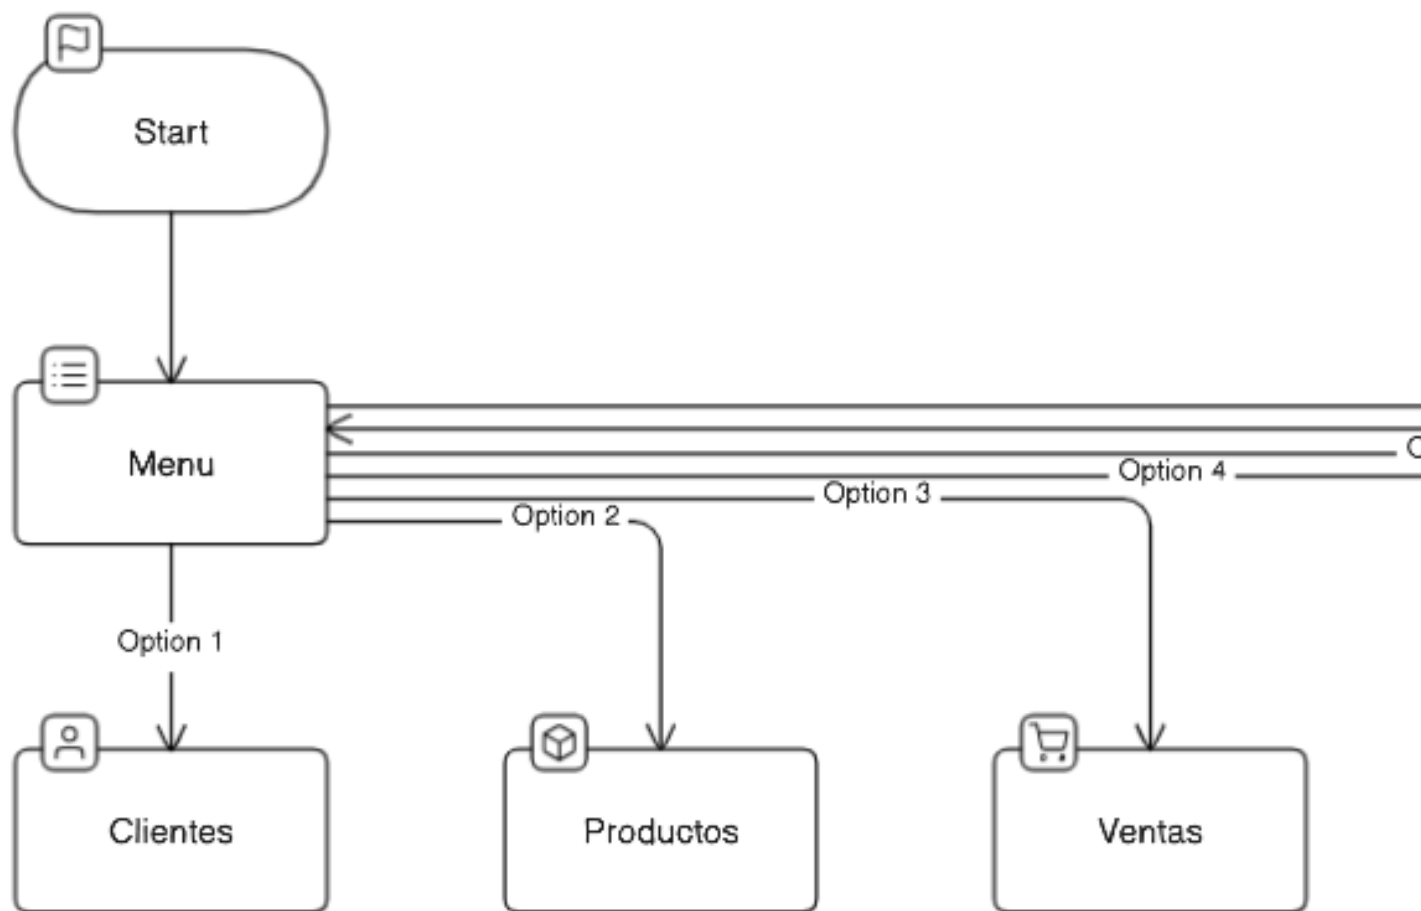 Start
Menu
Option 4
Option 3
Option 2
Option 1
Clientes
Productos
Ventas